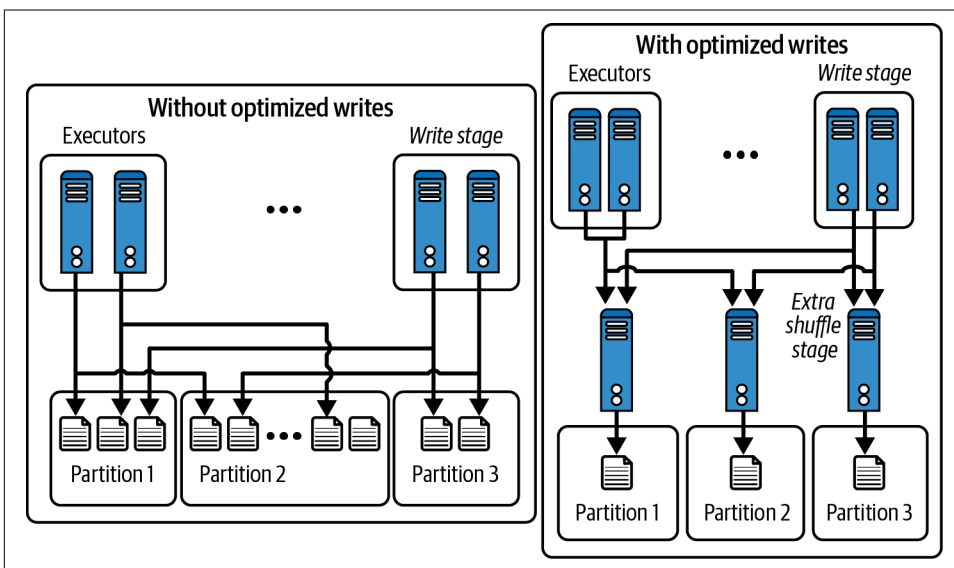 Without optimized writes
Executors
Write stage
...
...
Partition 1
Partition 2
Partition 3
With optimized writes
Executors
Write stage
...
Extra
shuffle
stage
Partition 1
Partition 2
Partition 3